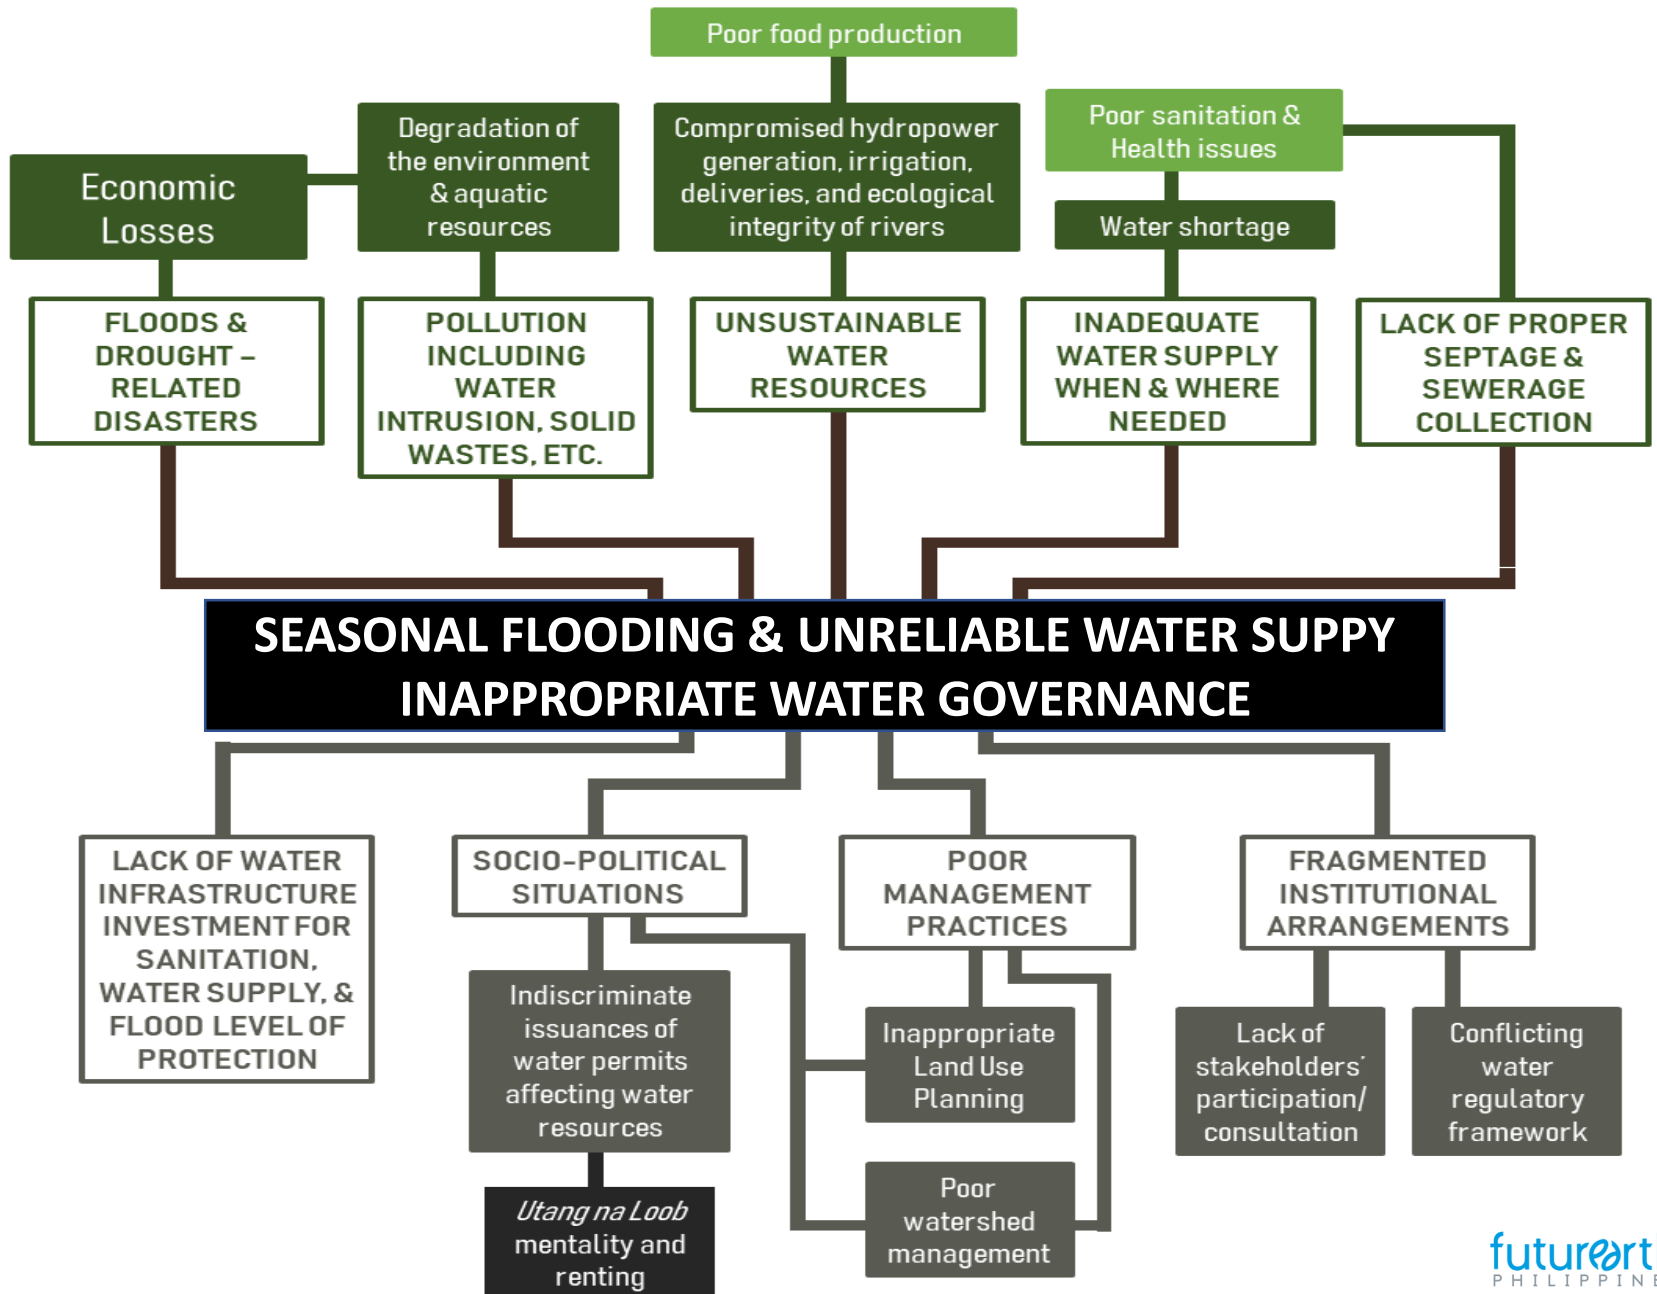 Poor food production
Degradation of
the environment
& aquatic
resources
Compromised hydropower
generation, irrigation,
deliveries, and ecological
integrity of rivers
Poor sanitation &
Health issues
Economic
Losses
Water shortage
FLOODS &
DROUGHT –
RELATED
DISASTERS
POLLUTION
INCLUDING
WATER
INTRUSION, SOLID
WASTES, ETC.
UNSUSTAINABLE
WATER
RESOURCES
INADEQUATE
WATER SUPPLY
WHEN & WHERE
NEEDED
LACK OF PROPER
SEPTAGE &
SEWERAGE
COLLECTION
SEASONAL FLOODING & UNRELIABLE WATER SUPPY
INAPPROPRIATE WATER GOVERNANCE
LACK OF WATER
INFRASTRUCTURE
INVESTMENT FOR
SANITATION,
WATER SUPPLY, &
FLOOD LEVEL OF
PROTECTION
SOCIO-POLITICAL
SITUATIONS
POOR
MANAGEMENT
PRACTICES
FRAGMENTED
INSTITUTIONAL
ARRANGEMENTS
Indiscriminate
issuances of
water permits
affecting water
resources
Inappropriate
Land Use
Planning
Lack of
stakeholders'
participation/
consultation
Conflicting
water
regulatory
framework
Utang na Loob
mentality and
renting
Poor
watershed
management
futureart
PHILIPPINE